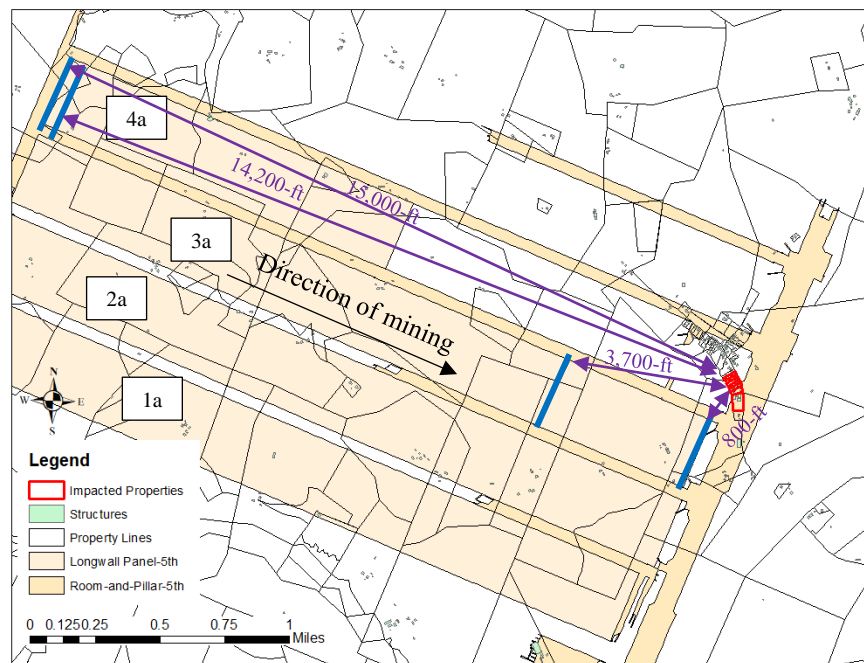 4a
14,200-ft
15,000-ft
3a
Direction of mining
2a
3,700-ft
1a
800-ft
N
W E
S
Legend
Impacted Properties
Structures
Property Lines
Longwall Panel-5th
Room-and-Pillar-5th
0 0.125 0.25 0.5 0.75 1
Miles